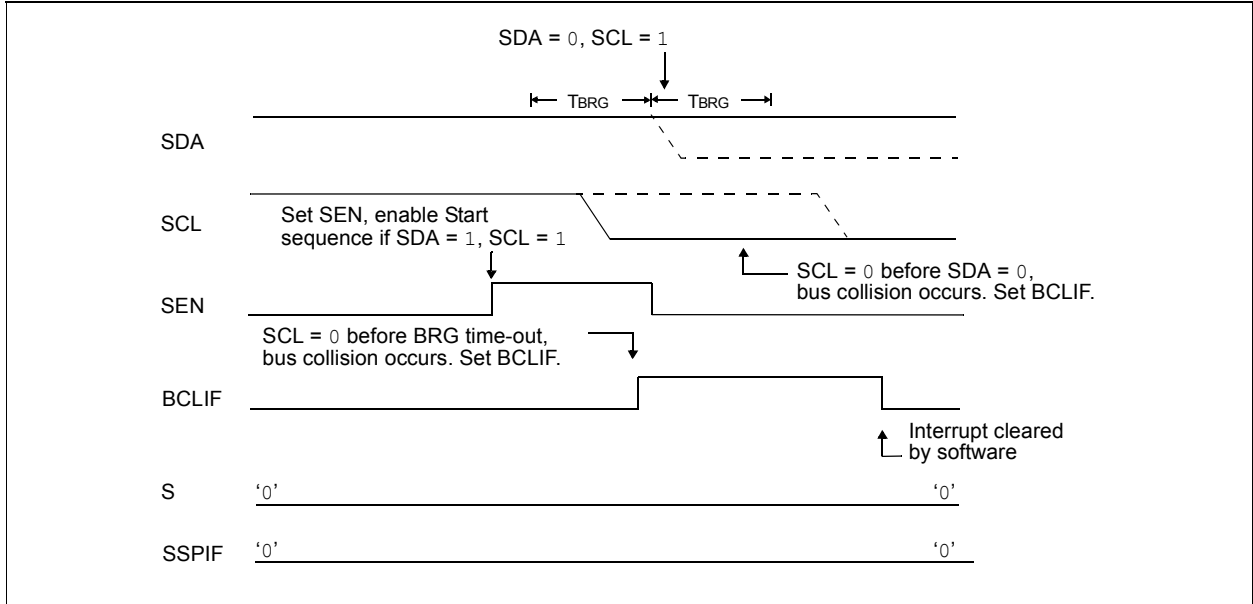 SDA = 0, SCL = 1
TBRG TBRG
SDA
SCL
Set SEN, enable Start
sequence if SDA = 1, SCL = 1
SCL = 0 before SDA = 0,
bus collision occurs. Set BCLIF.
SEN
SCL = 0 before BRG time-out,
bus collision occurs. Set BCLIF.
BCLIF
Interrupt cleared
by software
S ‘0’ ‘0’
SSPIF ‘0’ ‘0’